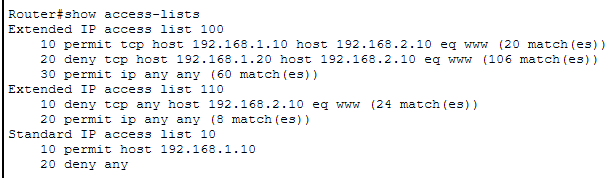 Router#show access-lists
Extended IP access list 100
    10 permit tcp host 192.168.1.10 host 192.168.2.10 eq www (20 match(es))
    20 deny tcp host 192.168.1.20 host 192.168.2.10 eq www (106 match(es))
    30 permit ip any any (60 match(es))
Extended IP access list 110
    10 deny tcp any host 192.168.2.10 eq www (24 match(es))
    20 permit ip any any (8 match(es))
Standard IP access list 10
    10 permit host 192.168.1.10
    20 deny any